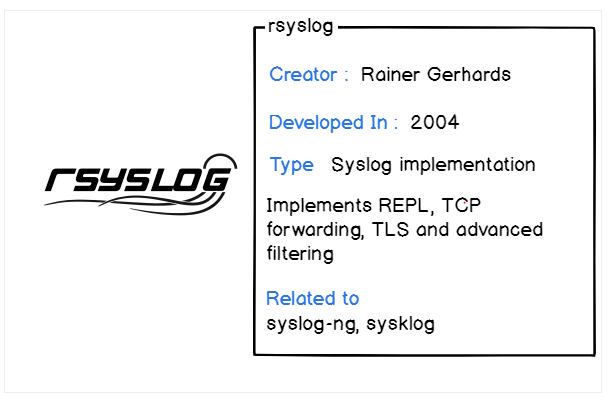 rsyslog
Creator : Rainer Gerhards
Developed In : 2004
Type Syslog implementation
Implements REPL, TCP
forwarding, TLS and advanced
filtering
Related to
syslog-ng, sysklog
RSYSLOG